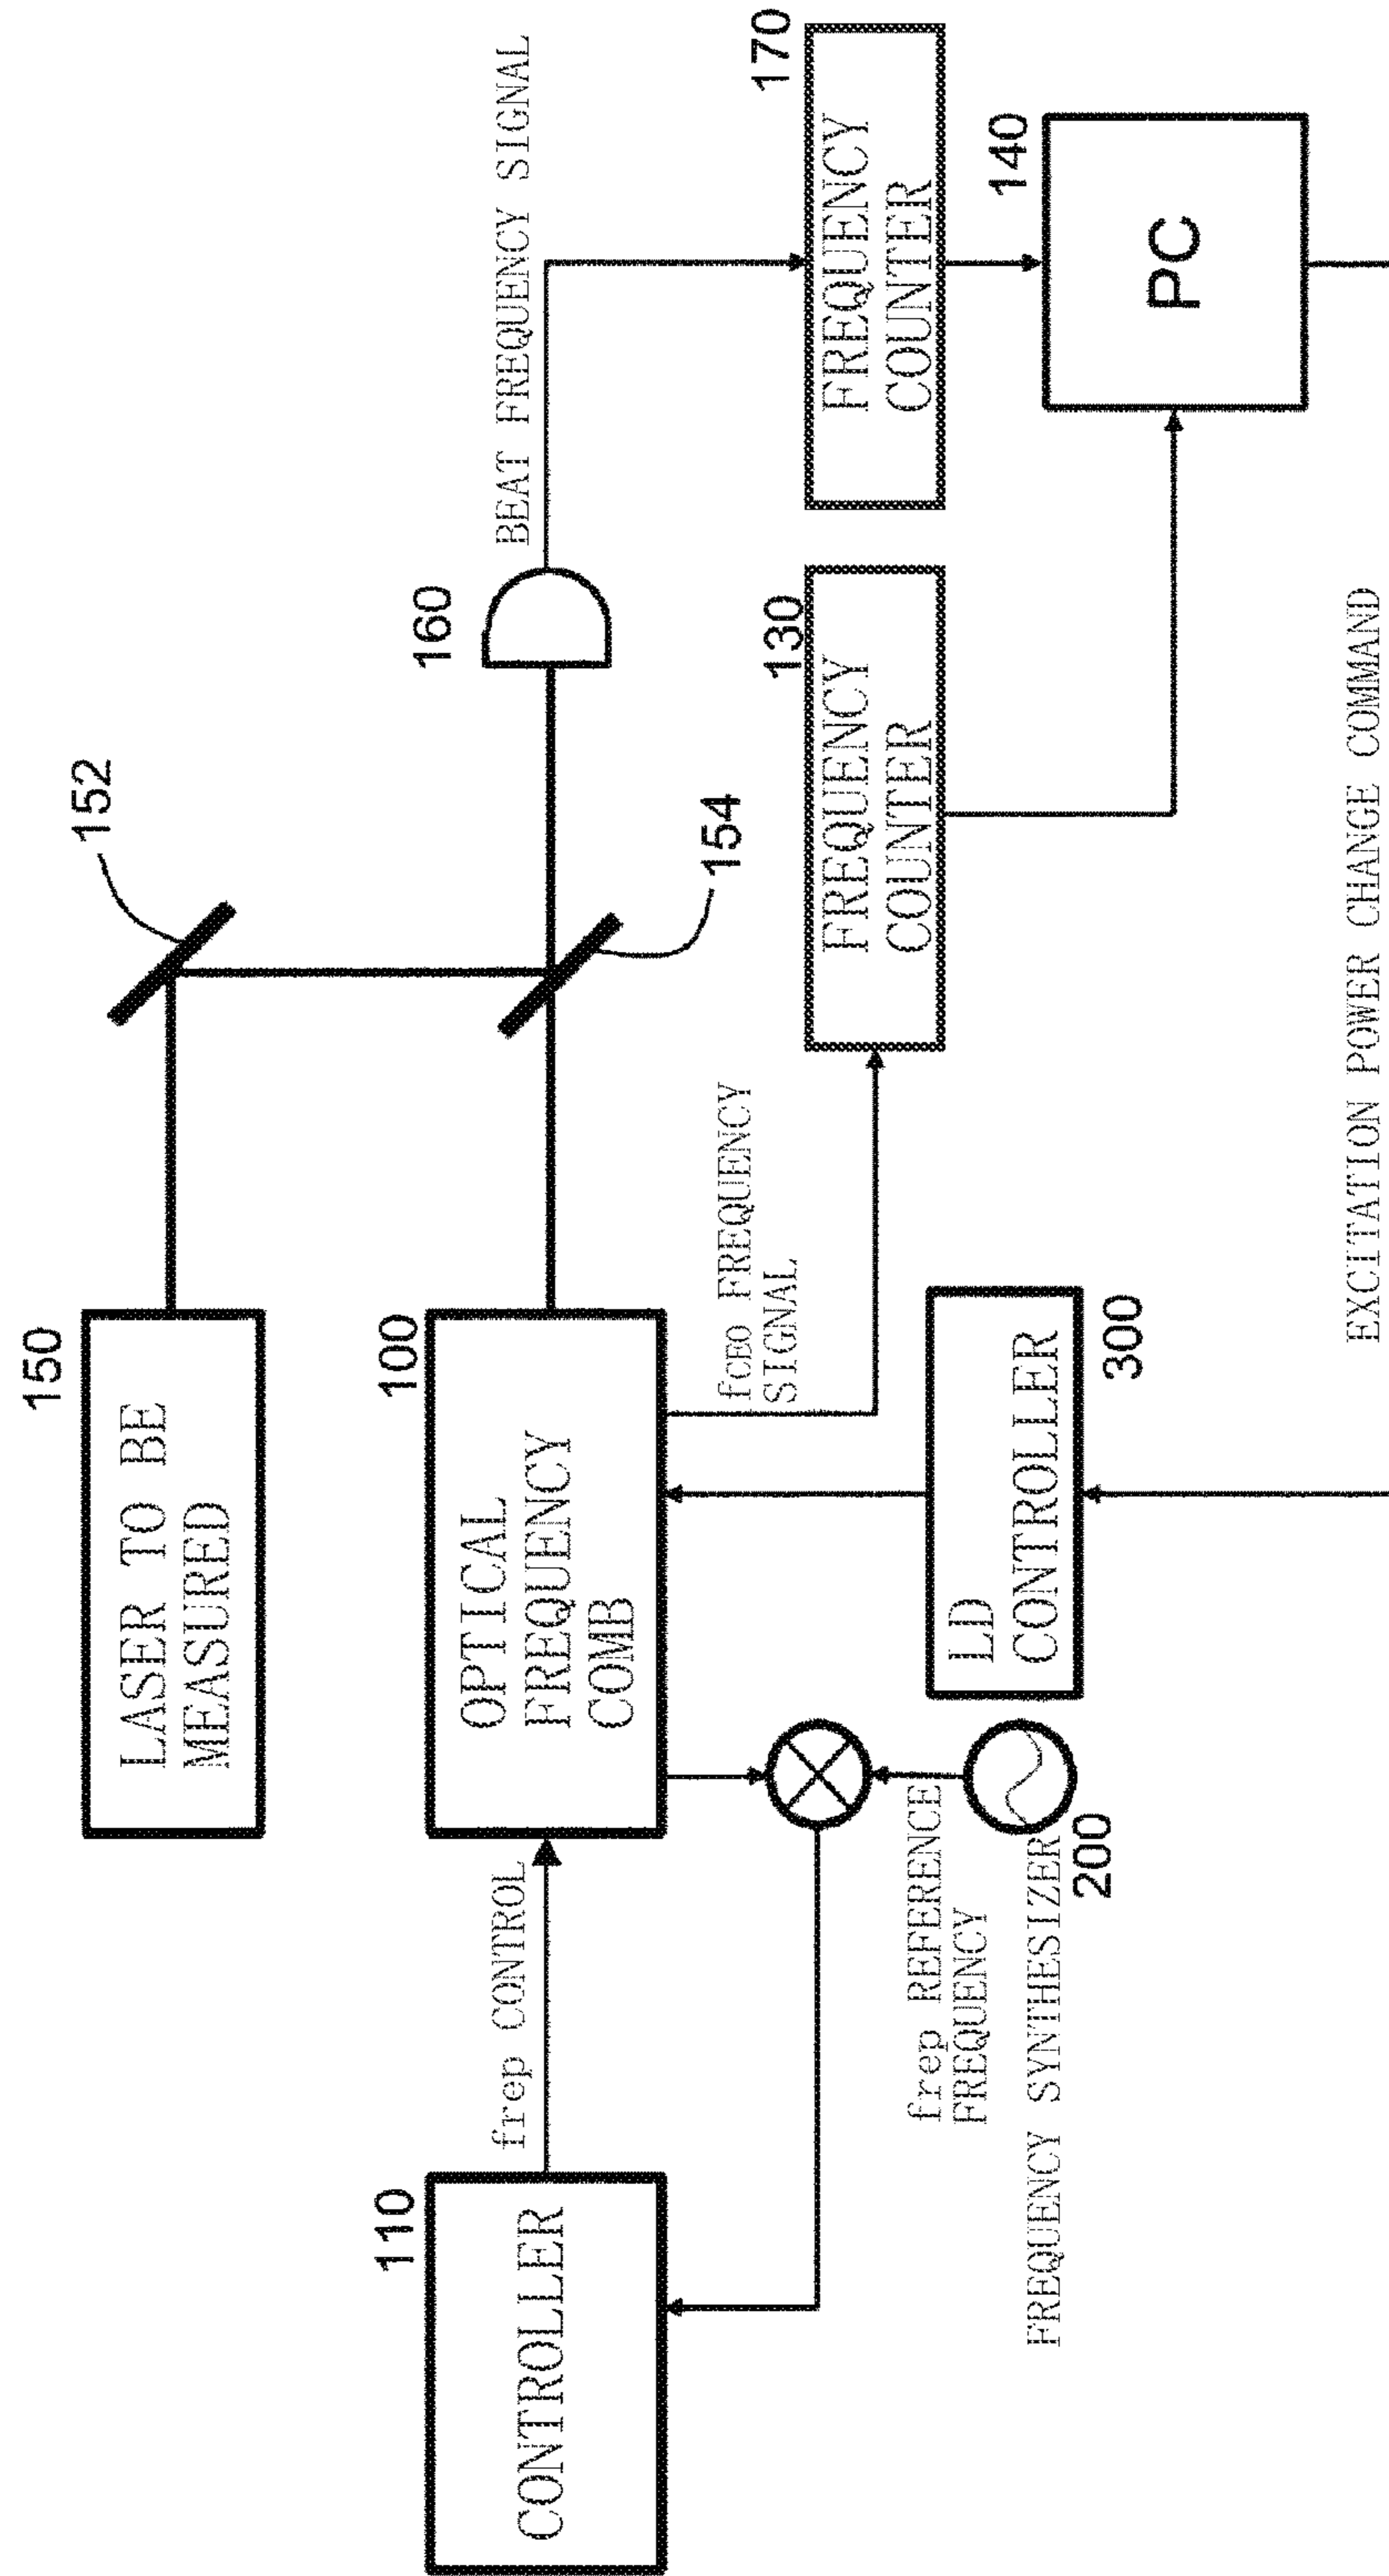 150
LASER TO BE
MEASURED
152
110
CONTROLLER
frep CONTROL
100
OPTICAL
FREQUENCY
COMB
154
160
BEAT FREQUENCY SIGNAL
fCEO FREQUENCY
SIGNAL
130
FREQUENCY
COUNTER
170
FREQUENCY
COUNTER
frep REFERENCE
FREQUENCY
FREQUENCY SYNTHESIZER
200
LD
CONTROLLER
300
140
PC
EXCITATION POWER CHANGE COMMAND